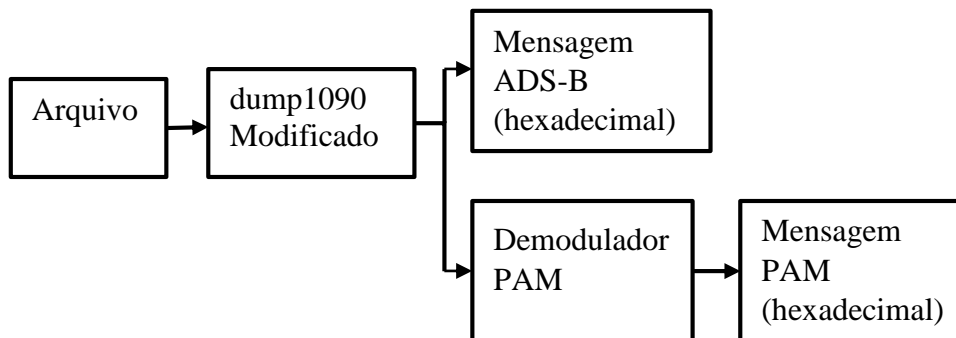 Arquivo
dump1090
Modificado
Mensagem
ADS-B
(hexadecimal)
Demodulador
PAM
Mensagem
PAM
(hexadecimal)